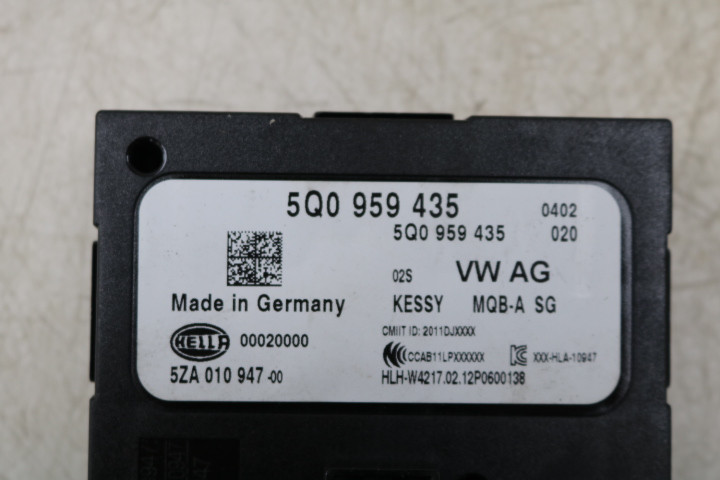 5Q0 959 435 0402
5Q0 959 435 020
02S VW AG
Made in Germany KESSY MQB-A SG
CMIIT ID: 2011DJXXXX
HELLA 00020000
CCAB11LPXXXXXX XXX-HLA-10947
5ZA 010 947-00 HLH-W4217.02.12P0600138